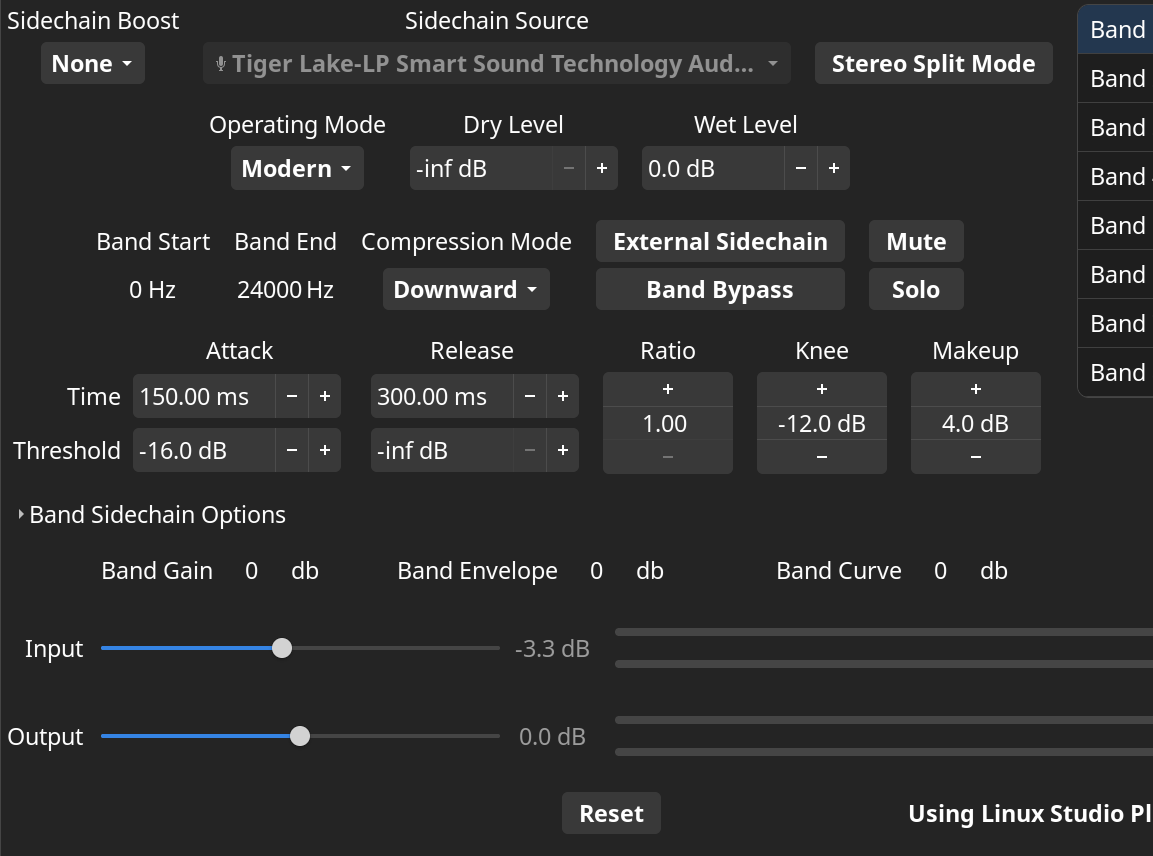 Sidechain Boost Sidechain Source
None Tiger Lake-LP Smart Sound Technology Aud... Stereo Split Mode
Operating Mode Dry Level Wet Level
Modern -inf dB − + 0.0 dB − +
Band Start Band End Compression Mode External Sidechain Mute
0 Hz 24000 Hz Downward Band Bypass Solo
Attack Release Ratio Knee Makeup
Time 150.00 ms − + 300.00 ms − + + + +
1.00 -12.0 dB 4.0 dB
Threshold -16.0 dB − + -inf dB − + − − −
Band Sidechain Options
Band Gain 0 db Band Envelope 0 db Band Curve 0 db
Input -3.3 dB
Output 0.0 dB
Reset Using Linux Studio
Band
Band
Band
Band
Band
Band
Band
Band